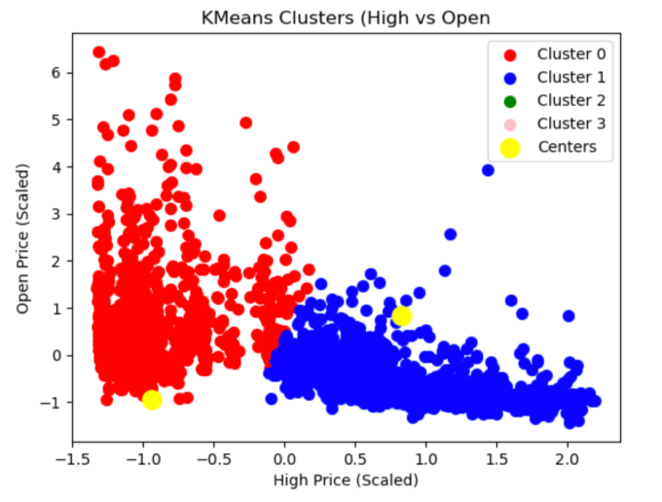 KMeans Clusters (High vs Open
Cluster 0
Cluster 1
Cluster 2
Cluster 3
Centers
Open Price (Scaled)
6
5
4
3
2
1
0
−1
−1.5 −1.0 −0.5 0.0 0.5 1.0 1.5 2.0
High Price (Scaled)